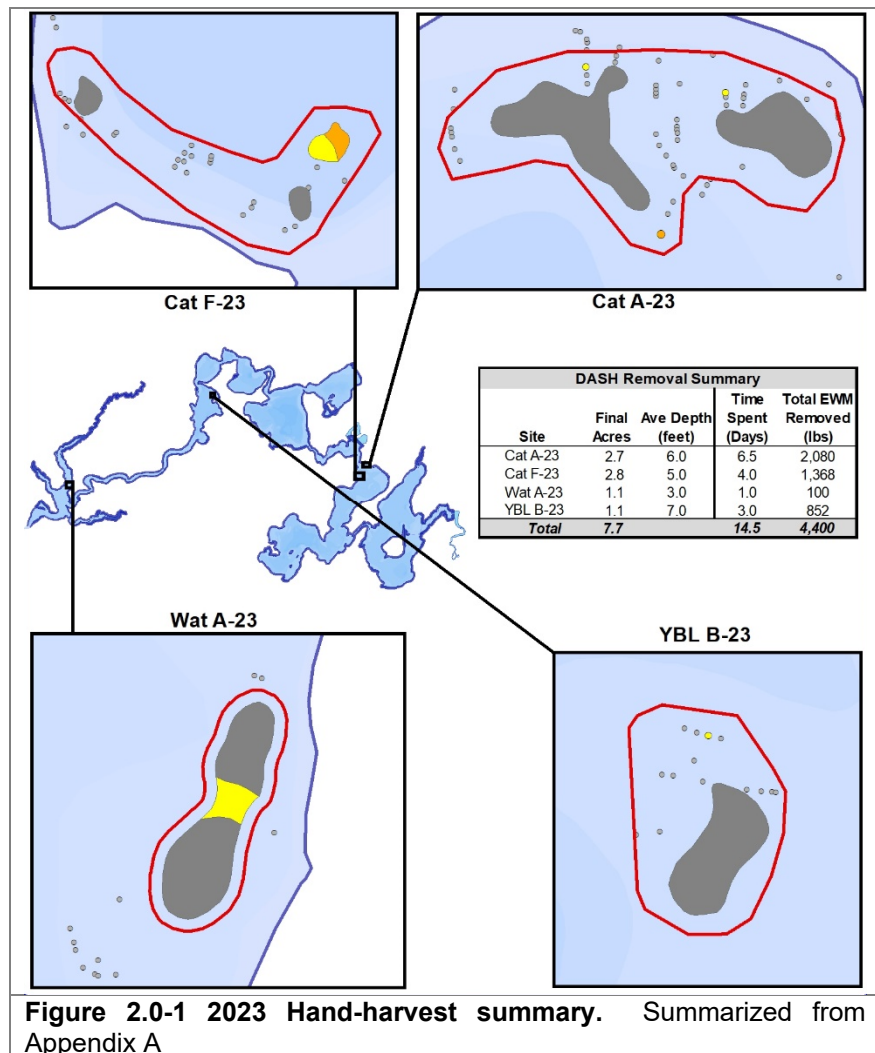 Cat F-23
Cat A-23
DASH Removal Summary
Site Final Acres Ave Depth (feet) Time Spent (Days) Total EWM Removed (lbs)
Cat A-23 2.7 6.0 6.5 2,080
Cat F-23 2.8 5.0 4.0 1,368
Wat A-23 1.1 3.0 1.0 100
YBL B-23 1.1 7.0 3.0 852
Total 7.7 14.5 4,400
Wat A-23
YBL B-23
Figure 2.0-1 2023 Hand-harvest summary. Summarized from
Appendix A